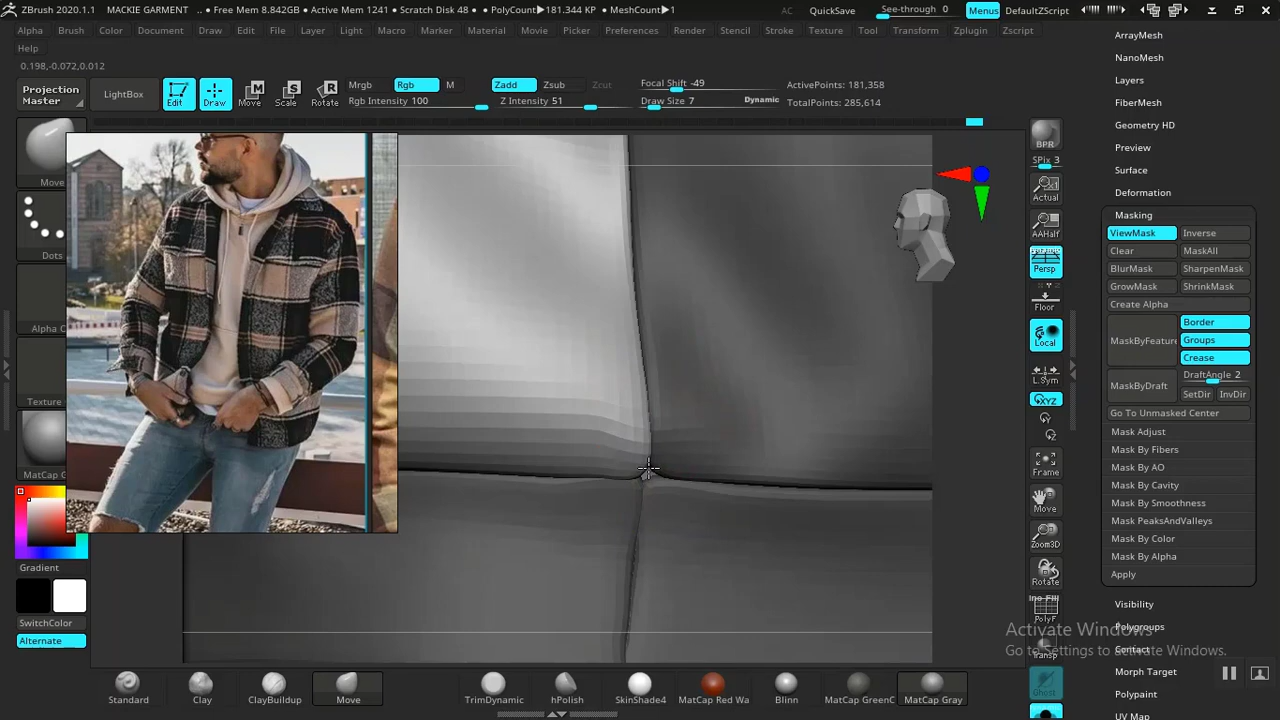 ZBrush 2020.1.1 MACKIE GARMENT .. • Free Mem 8.842GB • Active Mem 1241 • Scratch Disk 48 • PolyCount▶181.344 KP • MeshCount▶1 AC QuickSave See-through 0 Menus DefaultZScript
Alpha Brush Color Document Draw Edit File Layer Light Macro Marker Material Movie Picker Preferences Render Stencil Stroke Texture Tool Transform Zplugin Zscript
Help
0.198,-0.072,0.012
Projection Master
LightBox
Edit
Draw
Move
Scale
Rotate
Mrgb Rgb M
Rgb Intensity 100
Zadd Zsub Zcut
Z Intensity 51
Focal Shift -49
Draw Size 7 Dynamic
ActivePoints: 181,358
TotalPoints: 285,614
Move
Dots
Alpha O
Texture
MatCap G
Gradient
SwitchColor
Alternate
BPR
SPix 3
Actual
AAHalf
Persp
Floor
Local
L.Sym
XYZ
Frame
Move
Zoom3D
Rotate
PolyF
Transp
Ghost
ArrayMesh
NanoMesh
Layers
FiberMesh
Geometry HD
Preview
Surface
Deformation
Masking
ViewMask Inverse
Clear MaskAll
BlurMask SharpenMask
GrowMask ShrinkMask
Create Alpha
MaskByFeature
Border
Groups
Crease
MaskByDraft
DraftAngle 2
SetDir InvDir
Go To Unmasked Center
Mask Adjust
Mask By Fibers
Mask By AO
Mask By Cavity
Mask By Smoothness
Mask PeaksAndValleys
Mask By Color
Mask By Alpha
Apply
Visibility
Polygroups
Contact
Morph Target
Polypaint
UV Map
Activate Windows
Go to Settings to activate Windows.
Standard Clay ClayBuildup Move TrimDynamic hPolish SkinShade4 MatCap Red Wa Blinn MatCap GreenC MatCap Gray